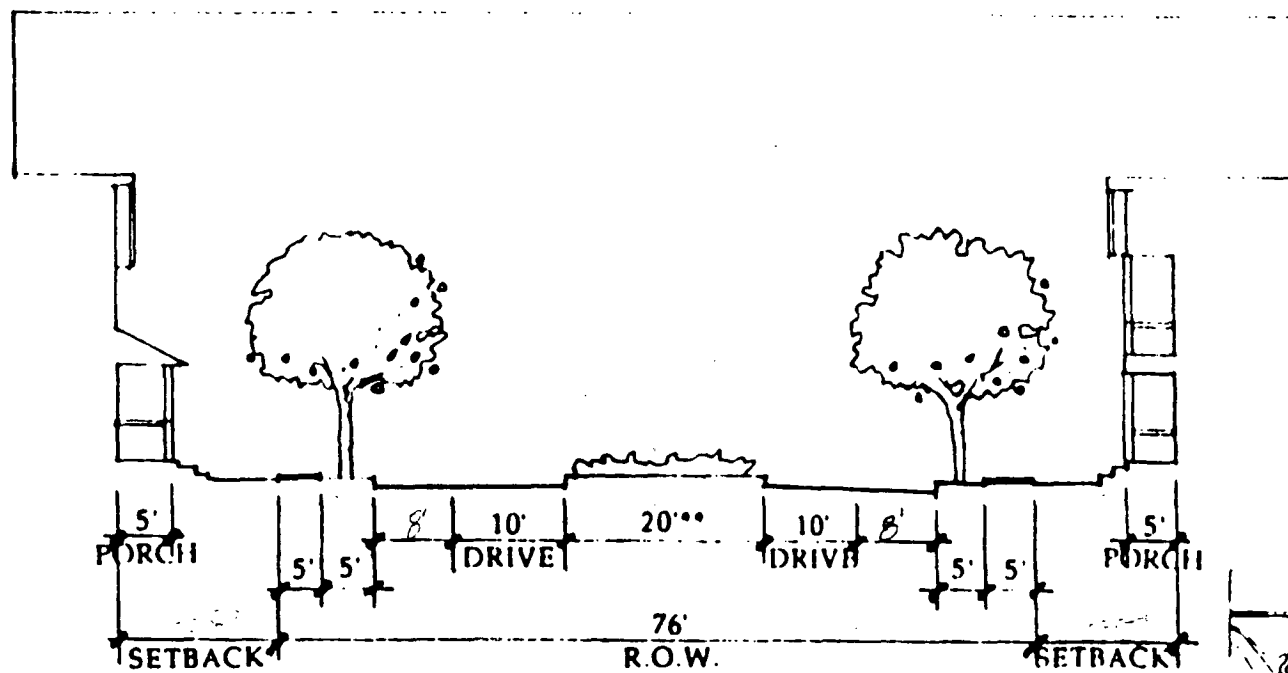 5' 8' 10' 20'** 10' 8' 5'
PORCH DRIVE DRIVE PORCH
5' 5' 5' 5'
76'
SETBACK R.O.W. SETBACK